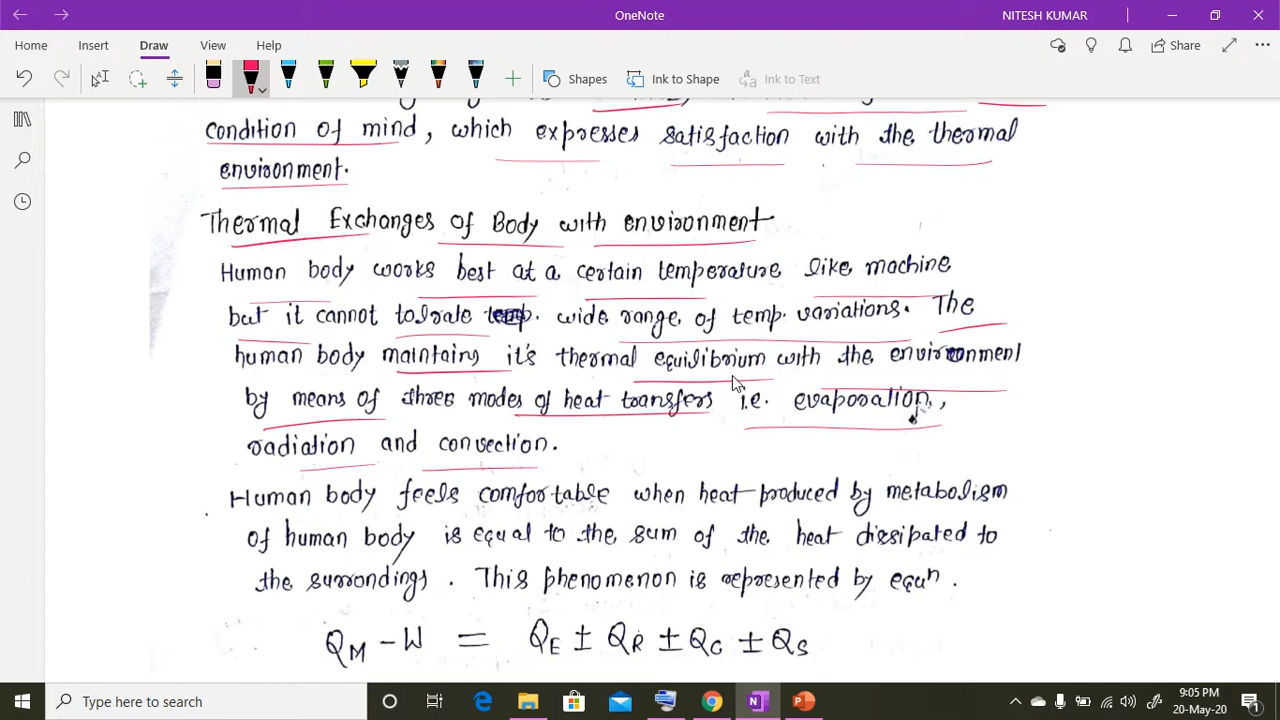 OneNote
NITESH KUMAR
Home Insert Draw View Help
Share
Shapes
Ink to Shape
Ink to Text
condition of mind, which expresses satisfaction with the thermal
environment.
Thermal Exchanges of Body with environment
Human body works best at a certain temperature like machine
but it cannot tolrate wide range of temp. variations. The
human body maintains it's thermal equilibrium with the environment
by means of three modes of heat transfers i.e. evaporation,
radiation and convection.
Human body feels comfortable when heat produced by metabolism
of human body is equal to the sum of the heat dissipated to
the surrondings. This phenomenon is represented by equn.
QM - W = QE ± QR ± QC ± QS
Type here to search
9:05 PM
20-May-20